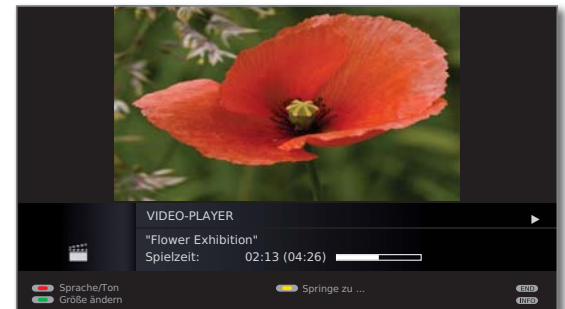 VIDEO-PLAYER
"Flower Exhibition"
Spielzeit: 02:13 (04:26)
Sprache/Ton Springe zu ... END
Größe ändern INFO